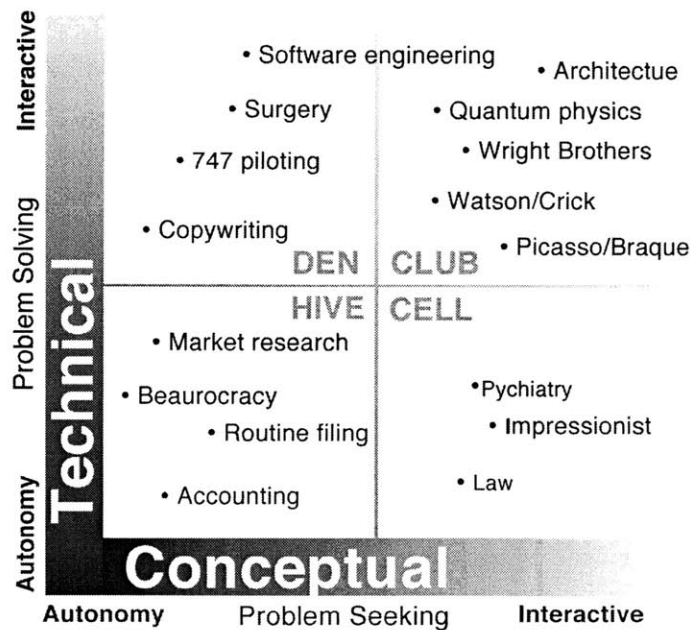 Interactive
Problem Solving
Autonomy
Technical
• Software engineering
• Architectue
• Surgery
• Quantum physics
• 747 piloting
• Wright Brothers
• Watson/Crick
• Copywriting
• Picasso/Braque
DEN CLUB
HIVE CELL
• Market research
• Beaurocracy
• Pychiatry
• Routine filing
• Impressionist
• Accounting
• Law
Conceptual
Autonomy Problem Seeking Interactive